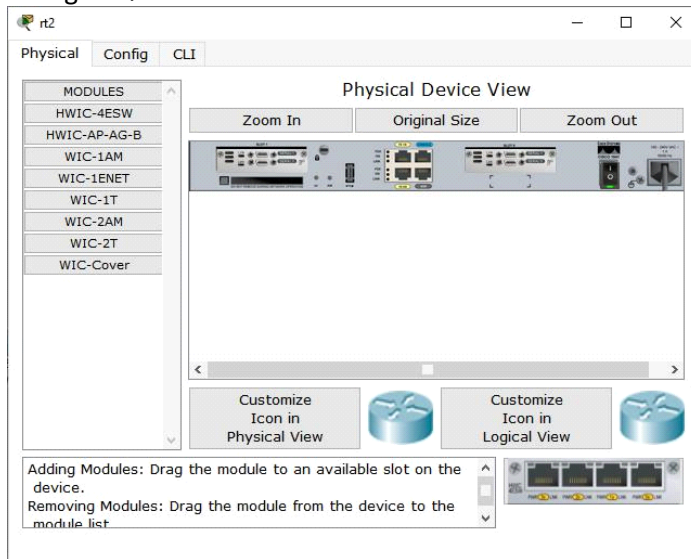 rt2
Physical Config CLI
MODULES
HWIC-4ESW
HWIC-AP-AG-B
WIC-1AM
WIC-1ENET
WIC-1T
WIC-2AM
WIC-2T
WIC-Cover
Physical Device View
Zoom In Original Size Zoom Out
Customize
Icon in
Physical View
Customize
Icon in
Logical View
Adding Modules: Drag the module to an available slot on the
device.
Removing Modules: Drag the module from the device to the
module list